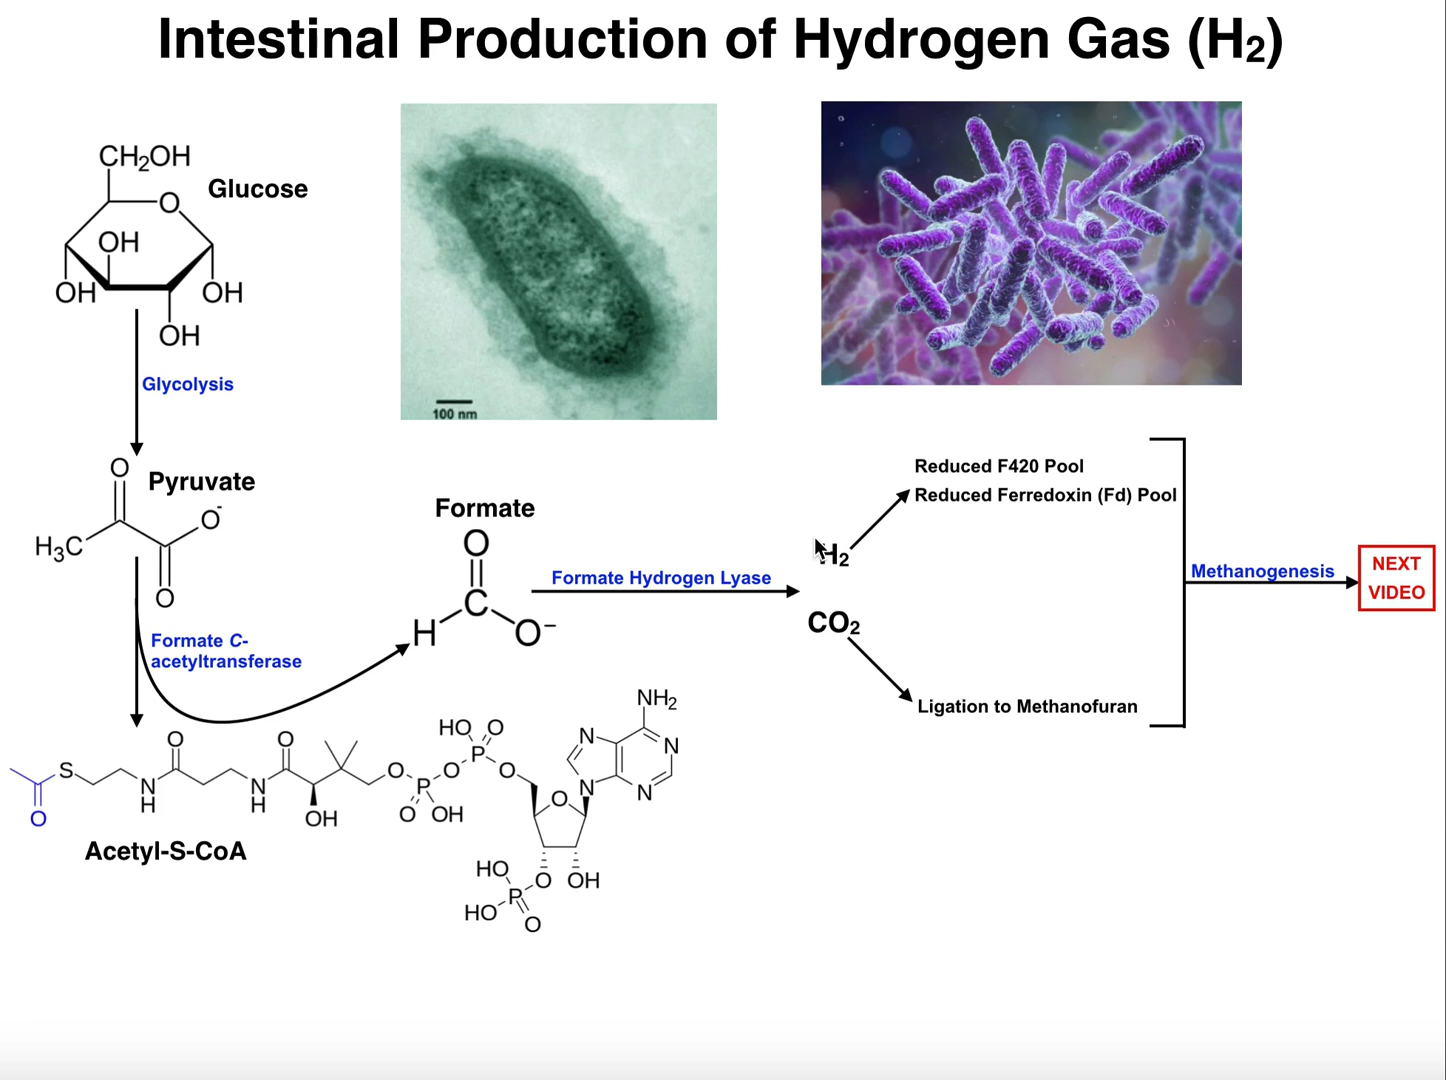 Intestinal Production of Hydrogen Gas (H₂)
CH₂OH
O
Glucose
OH
OH
OH
OH
Glycolysis
100 nm
O
Pyruvate
O⁻
H₃C
O
Formate C-
acetyltransferase
Formate
O
C
H
O⁻
Formate Hydrogen Lyase
H₂
CO₂
Reduced F420 Pool
Reduced Ferredoxin (Fd) Pool
Ligation to Methanofuran
Methanogenesis
NEXT
VIDEO
NH₂
HO O
O O
P
N N
S
N
H
N
H
O
P
O
O
O
N
N
O
OH
O OH
Acetyl-S-CoA
HO
O OH
P
HO
O